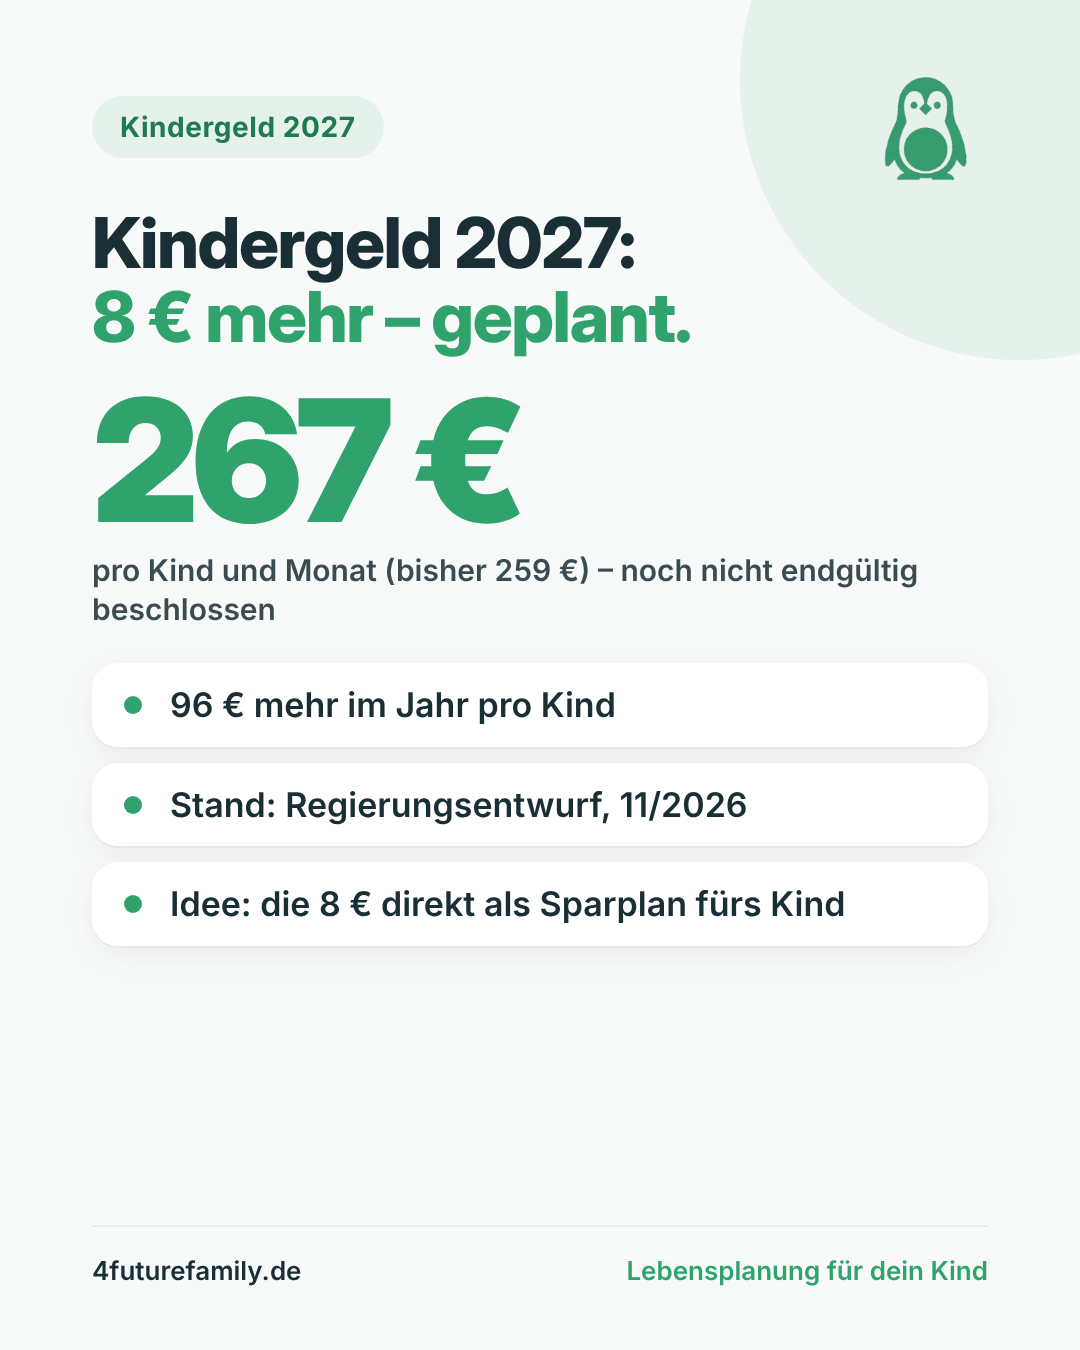 Kindergeld 2027
Kindergeld 2027:
8 € mehr – geplant.
267 €
pro Kind und Monat (bisher 259 €) – noch nicht endgültig
beschlossen
96 € mehr im Jahr pro Kind
Stand: Regierungsentwurf, 11/2026
Idee: die 8 € direkt als Sparplan fürs Kind
4futurefamily.de
Lebensplanung für dein Kind